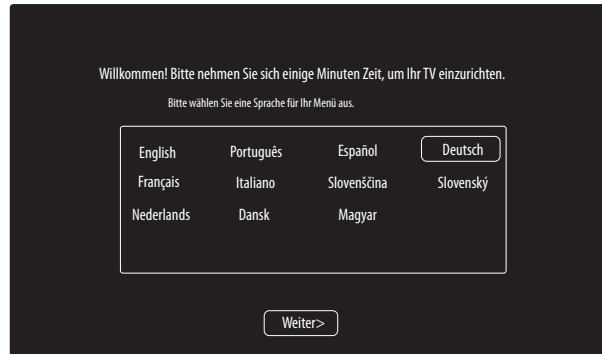 Willkommen! Bitte nehmen Sie sich einige Minuten Zeit, um Ihr TV einzurichten.
Bitte wählen Sie eine Sprache für Ihr Menü aus.
English Português Español Deutsch
Français Italiano Slovenščina Slovenský
Nederlands Dansk Magyar
Weiter>